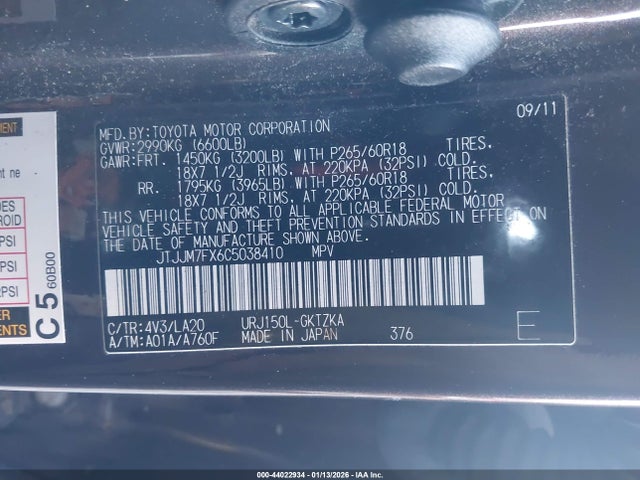 09/11
MFD.BY:TOYOTA MOTOR CORPORATION
GVWR:2990KG (6600LB)
GAWR:FRT. 1450KG (3200LB) WITH P265/60R18 TIRES,
18X7 1/2J RIMS, AT 220KPA (32PSI) COLD.
RR. 1795KG (3965LB) WITH P265/60R18 TIRES,
18X7 1/2J RIMS, AT 220KPA (32PSI) COLD.
THIS VEHICLE CONFORMS TO ALL APPLICABLE FEDERAL MOTOR
VEHICLE SAFETY AND THEFT PREVENTION STANDARDS IN EFFECT ON
THE DATE OF MANUFACTURE SHOWN ABOVE.
JTJJM7FX6C5038410 MPV
C/TR:4V3/LA20 URJ150L-GKTZKA
A/TM:A01A/A760F MADE IN JAPAN 376 E
C5 60B00
PSI
PSI
PSI
000-44022934 - 01/13/2026 - IAA Inc.